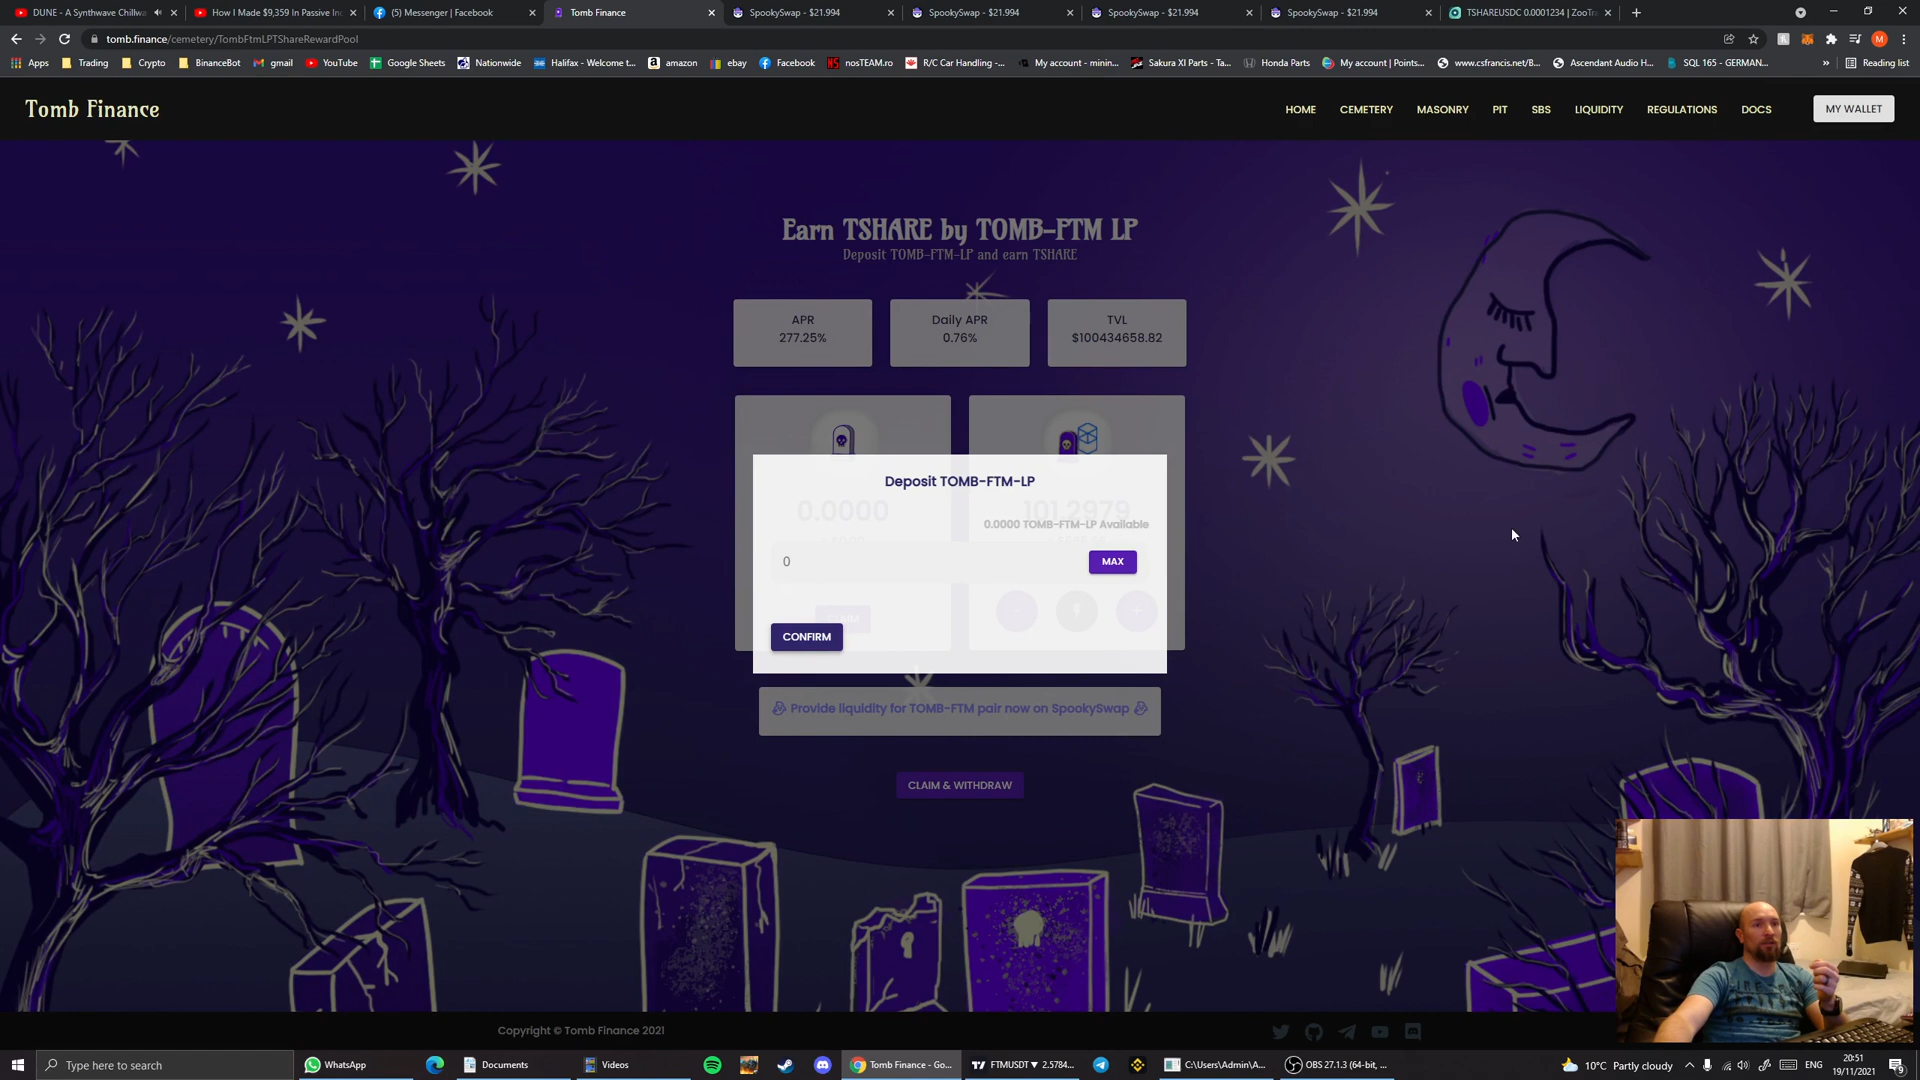 DUNE - A Synthwave Chillwa
How I Made $9,359 In Passive In
(5) Messenger | Facebook
Tomb Finance
SpookySwap - $21.994
SpookySwap - $21.994
SpookySwap - $21.994
SpookySwap - $21.994
TSHAREUSDC 0.0001234 | ZooTra
tomb.finance/cemetery/TombFtmLPTShareRewardPool
Apps
Trading
Crypto
BinanceBot
gmail
YouTube
Google Sheets
Nationwide
Halifax - Welcome t...
amazon
ebay
Facebook
nosTEAM.ro
R/C Car Handling -...
My account - minin...
Sakura XI Parts - Ta...
Honda Parts
My account | Points...
www.csfrancis.net/B...
Ascendant Audio H...
SQL 165 - GERMAN...
Reading list
Tomb Finance
HOME
CEMETERY
MASONRY
PIT
SBS
LIQUIDITY
REGULATIONS
DOCS
MY WALLET
Earn TSHARE by TOMB-FTM LP
Deposit TOMB-FTM-LP and earn TSHARE
APR
277.25%
Daily APR
0.76%
TVL
$100434658.82
Deposit TOMB-FTM-LP
0.0000
101.2979
0.0000 TOMB-FTM-LP Available
0
MAX
CONFIRM
Provide liquidity for TOMB-FTM pair now on SpookySwap
CLAIM & WITHDRAW
Copyright © Tomb Finance 2021
Type here to search
WhatsApp
Documents
Videos
Tomb Finance - Go...
FTMUSDT ▼ 2.5784...
C:\Users\Admin\A...
OBS 27.1.3 (64-bit, ...
10°C Partly cloudy
ENG
20:51
19/11/2021